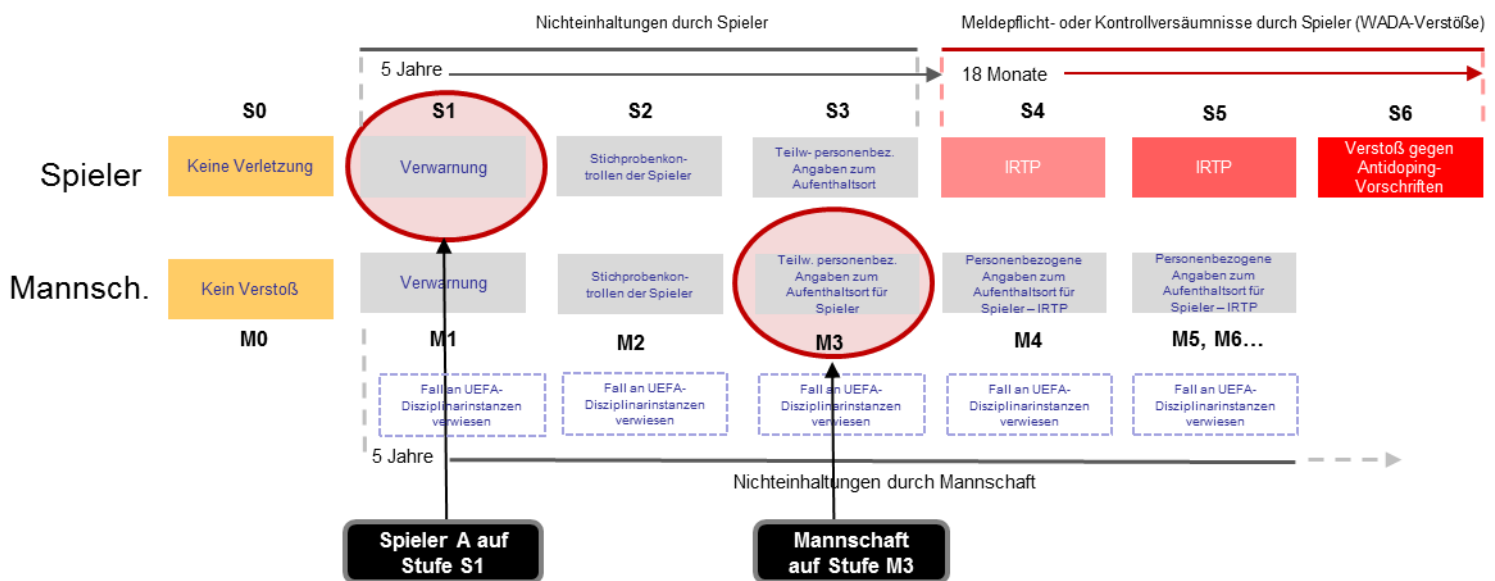 Nichteinhaltungen durch Spieler
Meldepflicht- oder Kontrollversäumnisse durch Spieler (WADA-Verstöße)
5 Jahre
18 Monate
S0
S1
S2
S3
S4
S5
S6
Spieler
Keine Verletzung
Verwarnung
Stichprobenkon-
trollen der Spieler
Teilw- personenbez.
Angaben zum
Aufenthaltsort
IRTP
IRTP
Verstoß gegen
Antidoping-
Vorschriften
Mannsch.
Kein Verstoß
Verwarnung
Stichprobenkon-
trollen der Spieler
Teilw. personenbez.
Angaben zum
Aufenthaltsort für
Spieler
Personenbezogene
Angaben zum
Aufenthaltsort für
Spieler – IRTP
Personenbezogene
Angaben zum
Aufenthaltsort für
Spieler – IRTP
M0
M1
M2
M3
M4
M5, M6...
Fall an UEFA-
Disziplinarinstanzen
verwiesen
Fall an UEFA-
Disziplinarinstanzen
verwiesen
Fall an UEFA-
Disziplinarinstanzen
verwiesen
Fall an UEFA-
Disziplinarinstanzen
verwiesen
Fall an UEFA-
Disziplinarinstanzen
verwiesen
5 Jahre
Nichteinhaltungen durch Mannschaft
Spieler A auf
Stufe S1
Mannschaft
auf Stufe M3